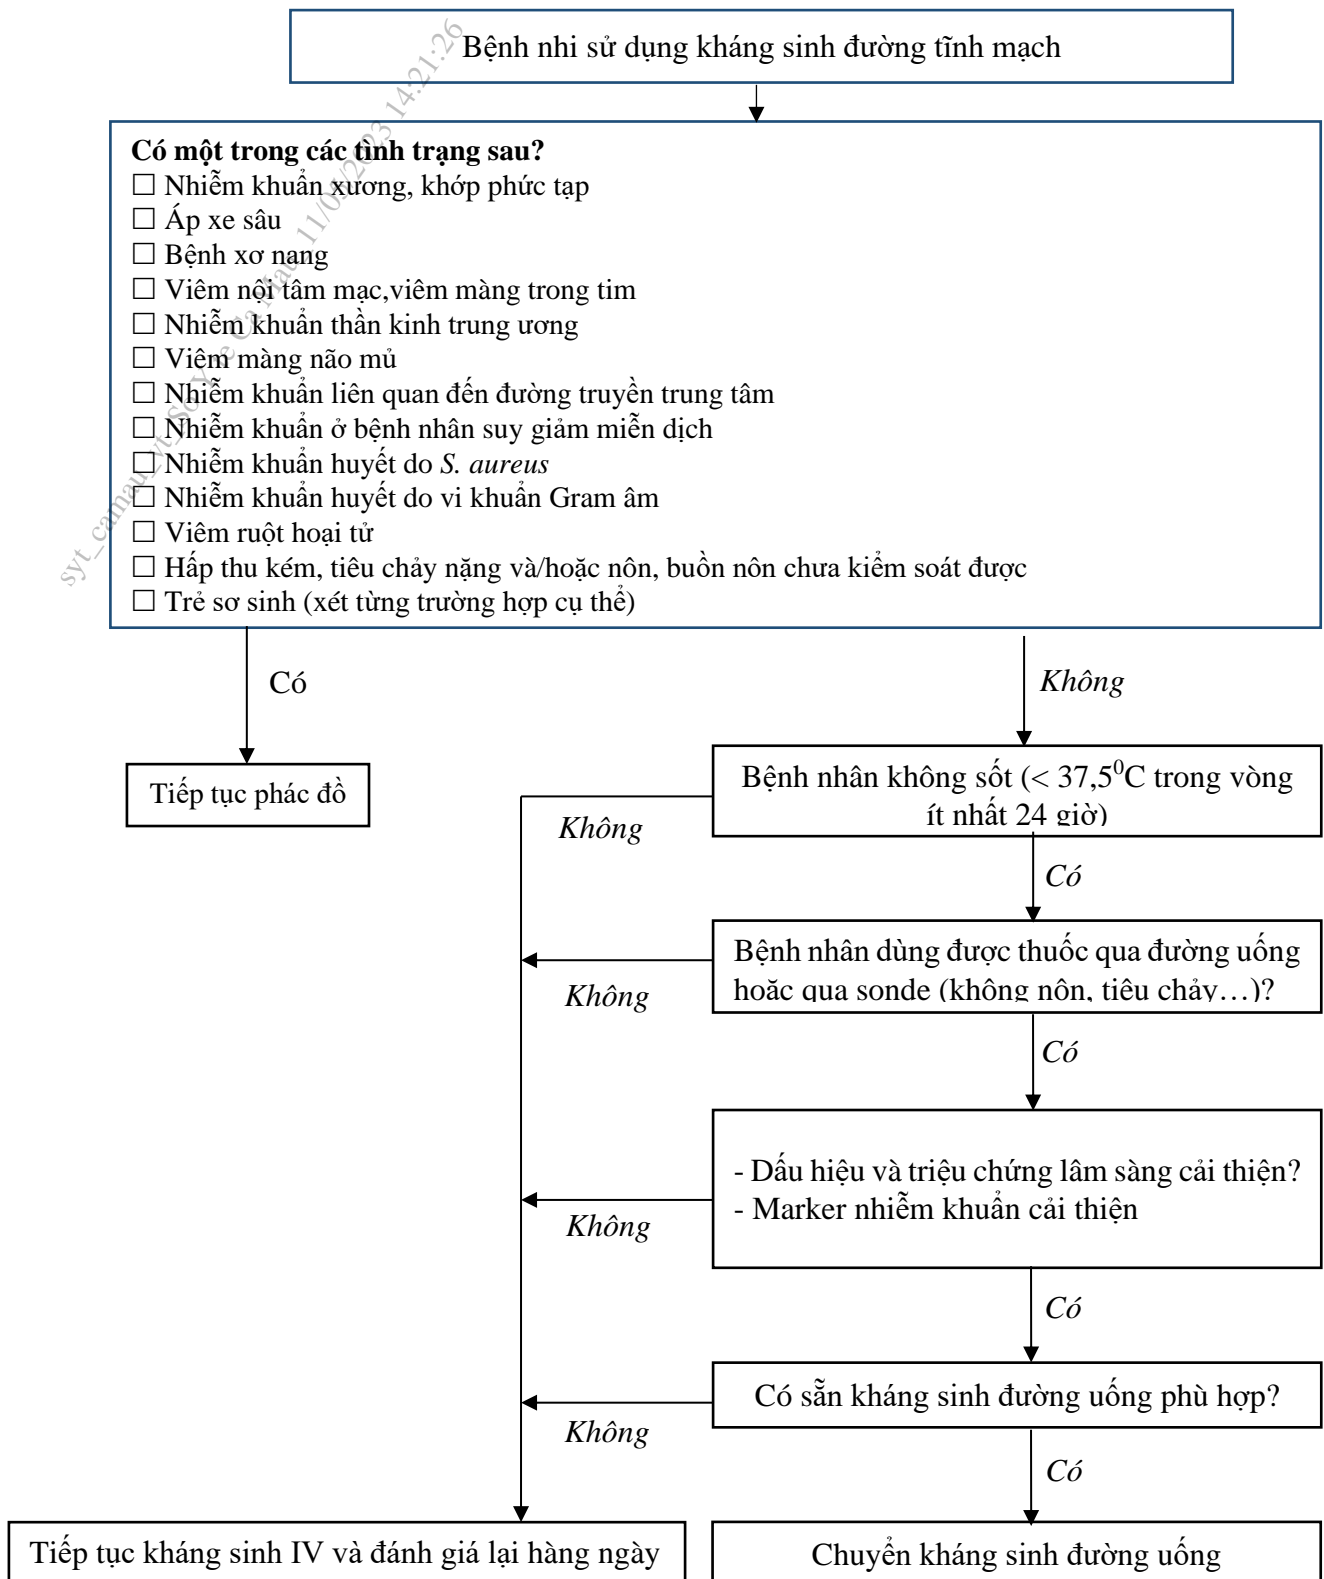 Bệnh nhi sử dụng kháng sinh đường tĩnh mạch
Có một trong các tình trạng sau?
☐ Nhiễm khuẩn xương, khớp phức tạp
☐ Áp xe sâu
☐ Bệnh xơ nang
☐ Viêm nội tâm mạc,viêm màng trong tim
☐ Nhiễm khuẩn thần kinh trung ương
☐ Viêm màng não mủ
☐ Nhiễm khuẩn liên quan đến đường truyền trung tâm
☐ Nhiễm khuẩn ở bệnh nhân suy giảm miễn dịch
☐ Nhiễm khuẩn huyết do S. aureus
☐ Nhiễm khuẩn huyết do vi khuẩn Gram âm
☐ Viêm ruột hoại tử
☐ Hấp thu kém, tiêu chảy nặng và/hoặc nôn, buồn nôn chưa kiểm soát được
☐ Trẻ sơ sinh (xét từng trường hợp cụ thể)
syt_camau_vt_So Y te Ca Mau_11/05/2023 14:21:26
Có
Không
Tiếp tục phác đồ
Bệnh nhân không sốt (< 37,5⁰C trong vòng
ít nhất 24 giờ)
Không
Có
Bệnh nhân dùng được thuốc qua đường uống
hoặc qua sonde (không nôn, tiêu chảy…)?
Không
Có
- Dấu hiệu và triệu chứng lâm sàng cải thiện?
- Marker nhiễm khuẩn cải thiện
Không
Có
Có sẵn kháng sinh đường uống phù hợp?
Không
Có
Tiếp tục kháng sinh IV và đánh giá lại hàng ngày
Chuyển kháng sinh đường uống